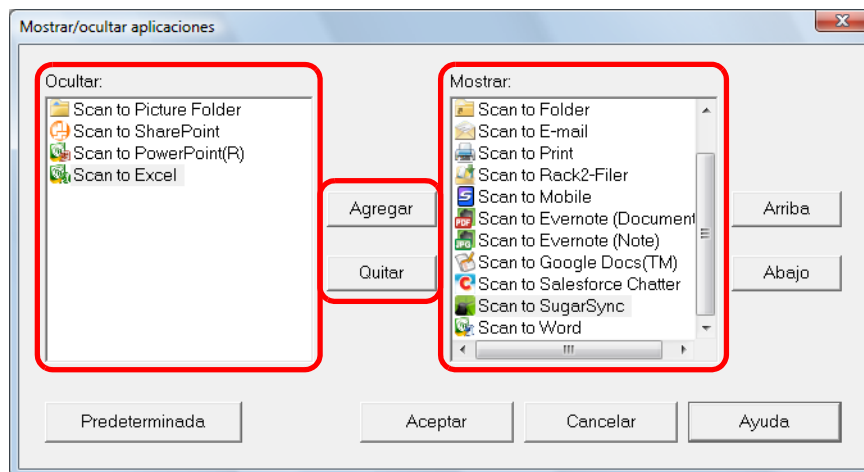 Mostrar/ocultar aplicaciones
Ocultar:
Scan to Picture Folder
Scan to SharePoint
Scan to PowerPoint(R)
Scan to Excel
Agregar
Quitar
Mostrar:
Scan to Folder
Scan to E-mail
Scan to Print
Scan to Rack2-Filer
Scan to Mobile
Scan to Evernote (Document
Scan to Evernote (Note)
Scan to Google Docs(TM)
Scan to Salesforce Chatter
Scan to SugarSync
Scan to Word
Arriba
Abajo
Predeterminada
Aceptar
Cancelar
Ayuda